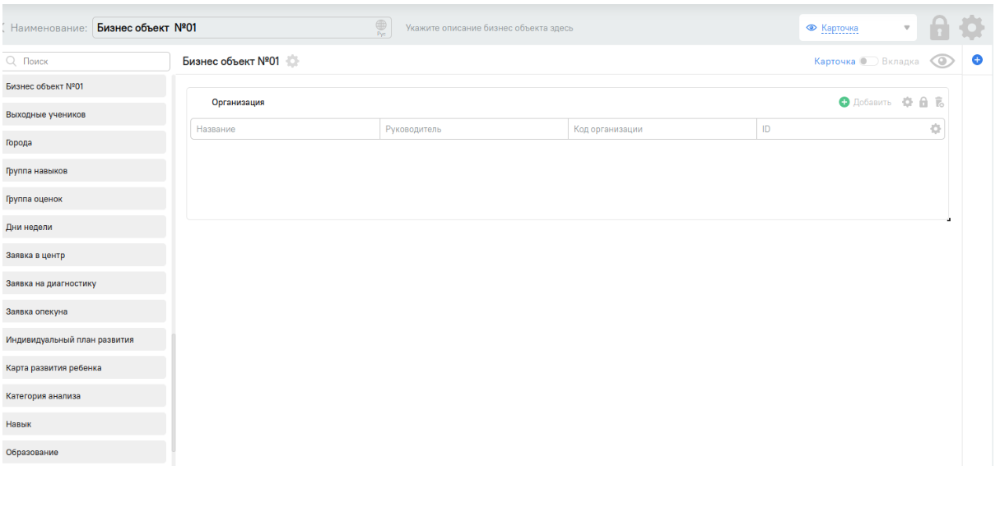 Наименование: Бизнес объект №01 Рус Укажите описание бизнес объекта здесь Карточка
Поиск
Бизнес объект №01 Карточка Вкладка
Бизнес объект №01
Выходные учеников
Города
Группа навыков
Группа оценок
Дни недели
Заявка в центр
Заявка на диагностику
Заявка опекуна
Индивидуальный план развития
Карта развития ребенка
Категория анализа
Навык
Образование
Организация Добавить
Название Руководитель Код организации ID